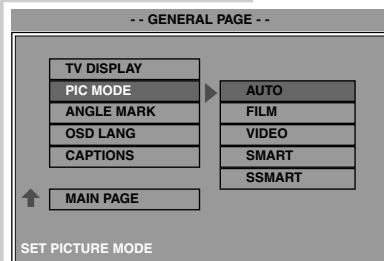 - - GENERAL PAGE - -
TV DISPLAY
PIC MODE
ANGLE MARK
OSD LANG
CAPTIONS
MAIN PAGE
AUTO
FILM
VIDEO
SMART
SSMART
SET PICTURE MODE